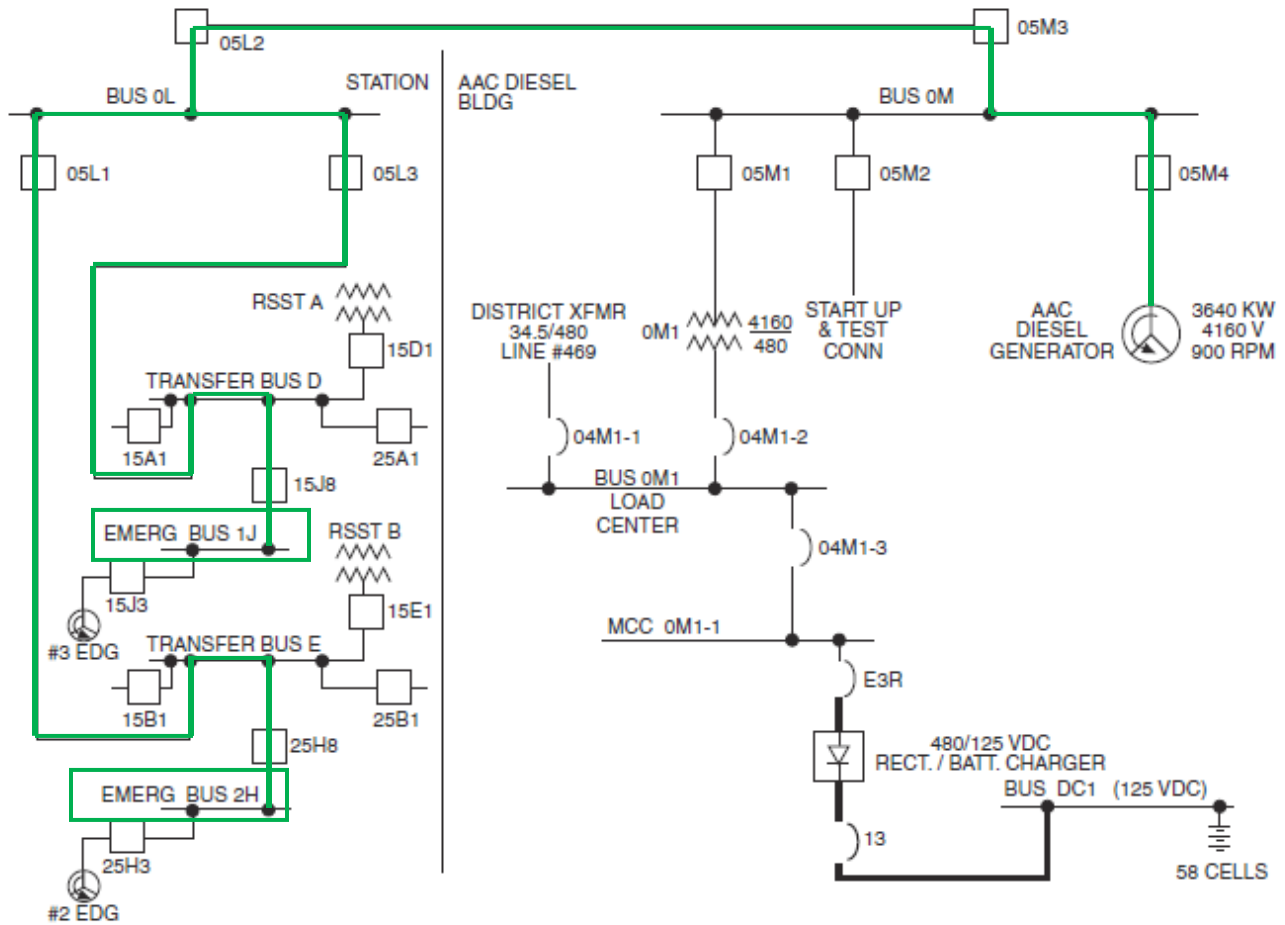 05L2
05M3
STATION
AAC DIESEL
BLDG
BUS 0L
BUS 0M
05L1
05L3
05M1
05M2
05M4
RSST A
15D1
DISTRICT XFMR
34.5/480
LINE #469
0M1
4160
480
START UP
& TEST
CONN
AAC
DIESEL
GENERATOR
3640 KW
4160 V
900 RPM
TRANSFER BUS D
15A1
25A1
04M1-1
04M1-2
15J8
BUS 0M1
LOAD
CENTER
EMERG BUS 1J
RSST B
04M1-3
15J3
15E1
#3 EDG
TRANSFER BUS E
MCC 0M1-1
15B1
25B1
E3R
25H8
480/125 VDC
RECT. / BATT. CHARGER
EMERG BUS 2H
BUS DC1 (125 VDC)
25H3
13
58 CELLS
#2 EDG